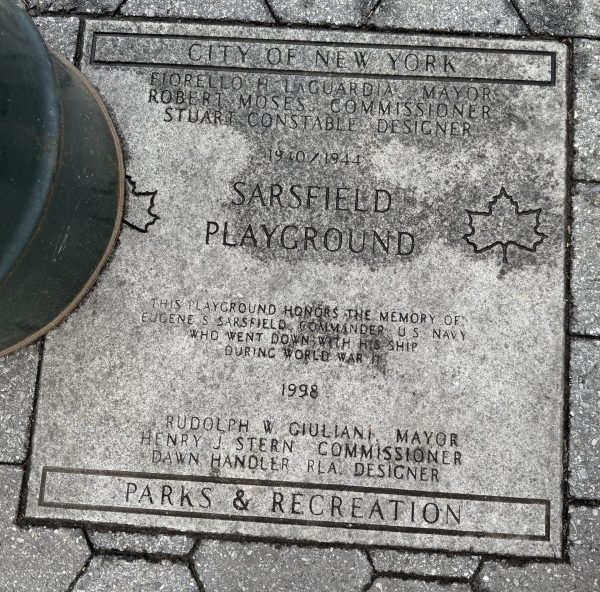 CITY OF NEW YORK
FIORELLO H. LAGUARDIA, MAYOR
ROBERT MOSES, COMMISSIONER
STUART CONSTABLE, DESIGNER
1940/1944
SARSFIELD
PLAYGROUND
THIS PLAYGROUND HONORS THE MEMORY OF
EUGENE S. SARSFIELD, COMMANDER, U.S. NAVY
WHO WENT DOWN WITH HIS SHIP
DURING WORLD WAR II
1998
RUDOLPH W. GIULIANI, MAYOR
HENRY J. STERN, COMMISSIONER
DAWN HANDLER, RLA, DESIGNER
PARKS & RECREATION